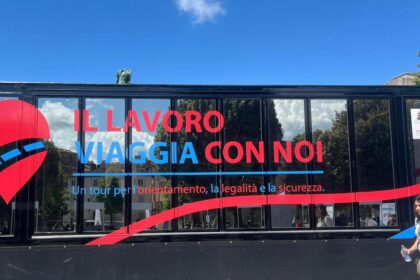 IL LAVORO
VIAGGIA CON NOI
Un tour per l'orientamento, la legalità e la sicurezza.